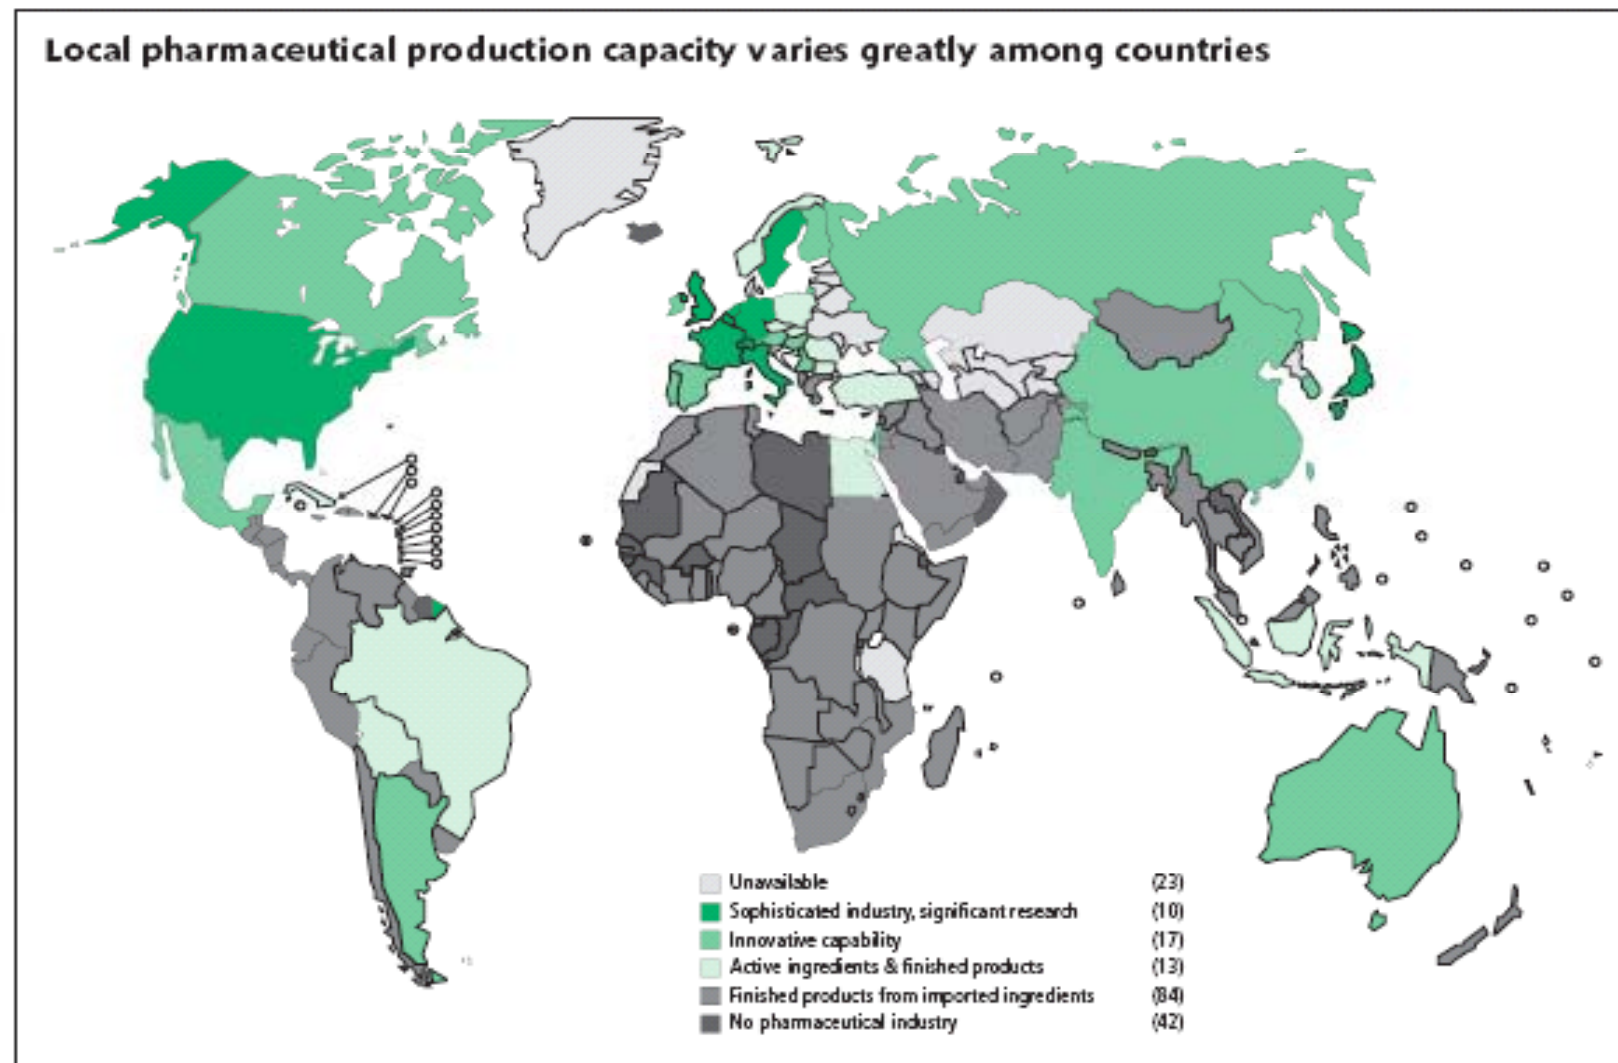 Local pharmaceutical production capacity varies greatly among countries
Unavailable (23)
Sophisticated industry, significant research (10)
Innovative capability (17)
Active ingredients & finished products (13)
Finished products from imported ingredients (84)
No pharmaceutical industry (42)